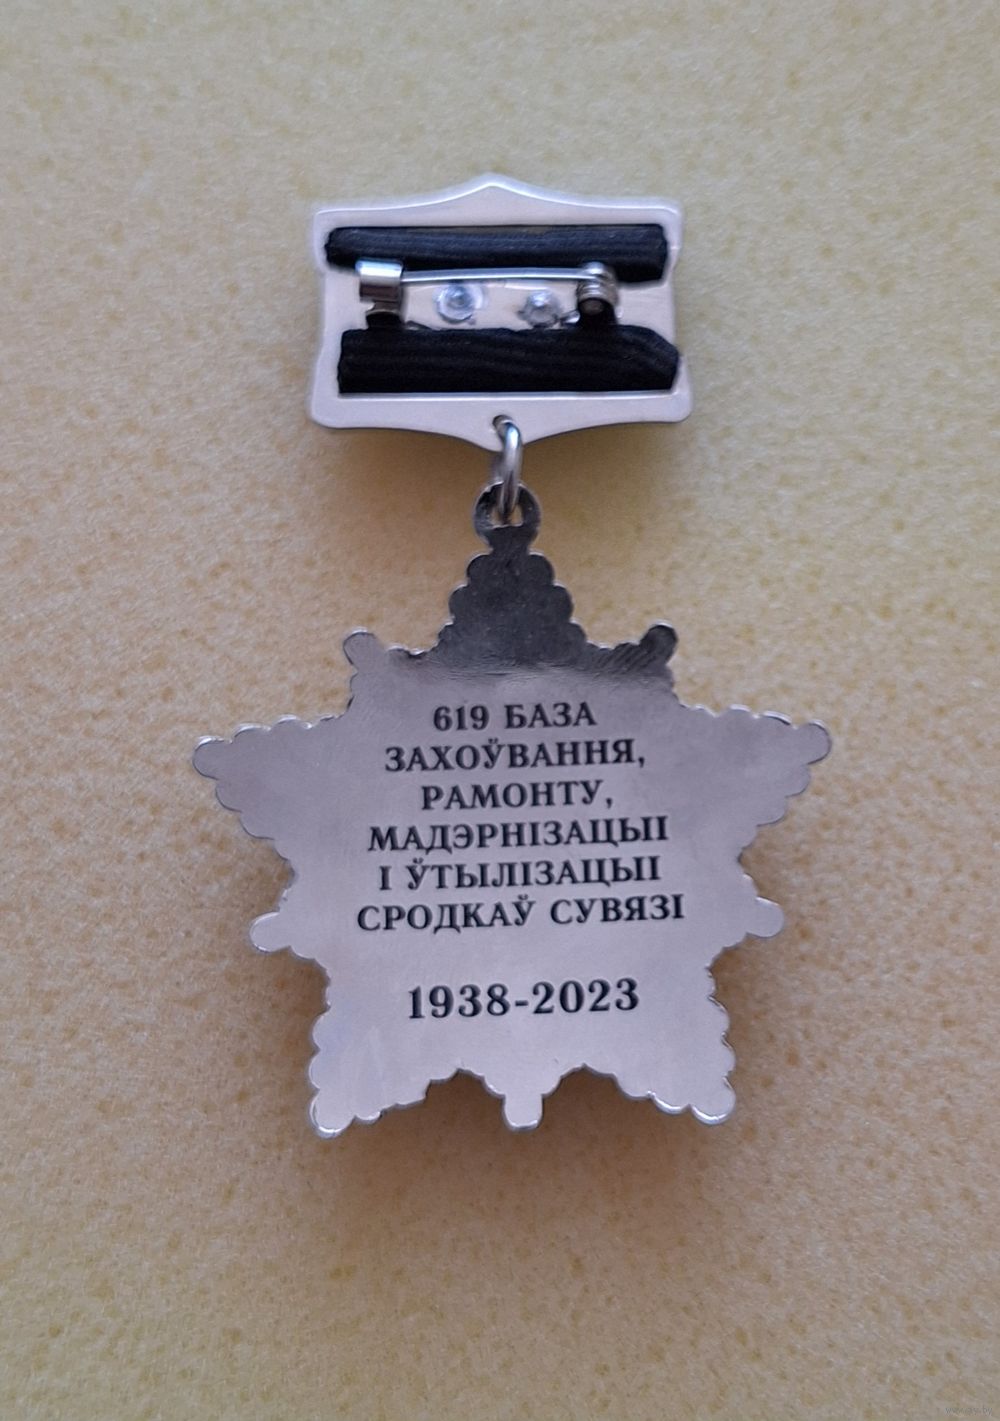 619 БАЗА
ЗАХОЎВАННЯ,
РАМОНТУ,
МАДЭРНІЗАЦЫІ
І ЎТЫЛІЗАЦЫІ
СРОДКАЎ СУВЯЗІ
1938-2023